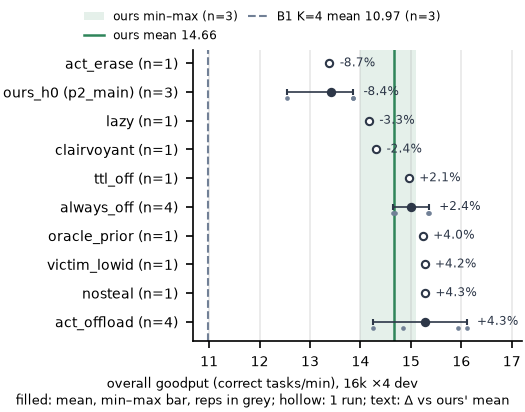 ours min–max (n=3)
B1 K=4 mean 10.97 (n=3)
ours mean 14.66
act_erase (n=1)
-8.7%
ours_h0 (p2_main) (n=3)
-8.4%
lazy (n=1)
-3.3%
clairvoyant (n=1)
-2.4%
ttl_off (n=1)
+2.1%
always_off (n=4)
+2.4%
oracle_prior (n=1)
+4.0%
victim_lowid (n=1)
+4.2%
nosteal (n=1)
+4.3%
act_offload (n=4)
+4.3%
11 12 13 14 15 16 17
overall goodput (correct tasks/min), 16k ×4 dev
filled: mean, min–max bar, reps in grey; hollow: 1 run; text: Δ vs ours' mean